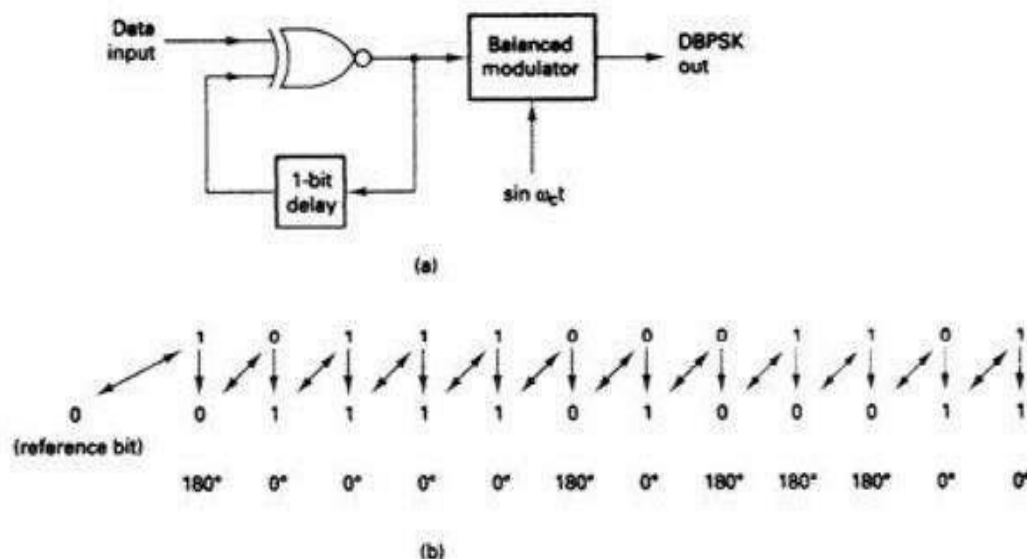 Data
input
Balanced
modulator
DBPSK
out
1-bit
delay
sin ωct
(a)
1 0 1 1 1 0 0 0 1 1 0 1
0 0 1 1 1 1 0 1 0 0 0 1 1
(reference bit)
180° 0° 0° 0° 0° 180° 0° 180° 180° 180° 0° 0°
(b)